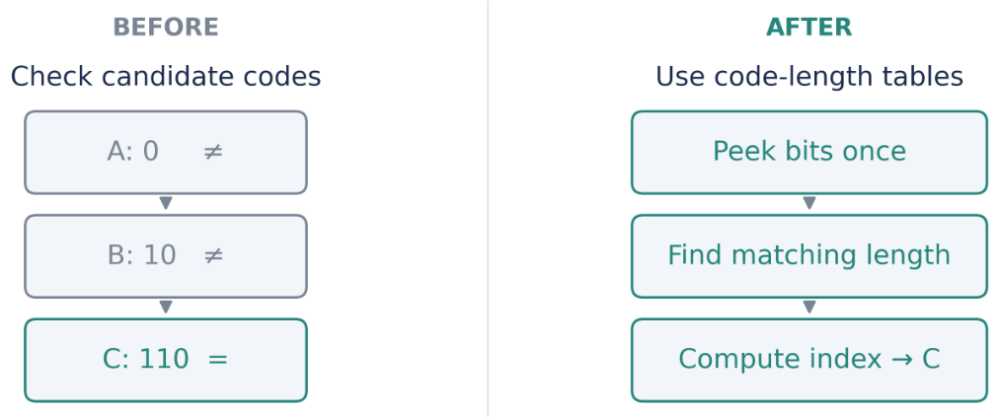 BEFORE
Check candidate codes
A: 0 ≠
B: 10 ≠
C: 110 =
AFTER
Use code-length tables
Peek bits once
Find matching length
Compute index → C